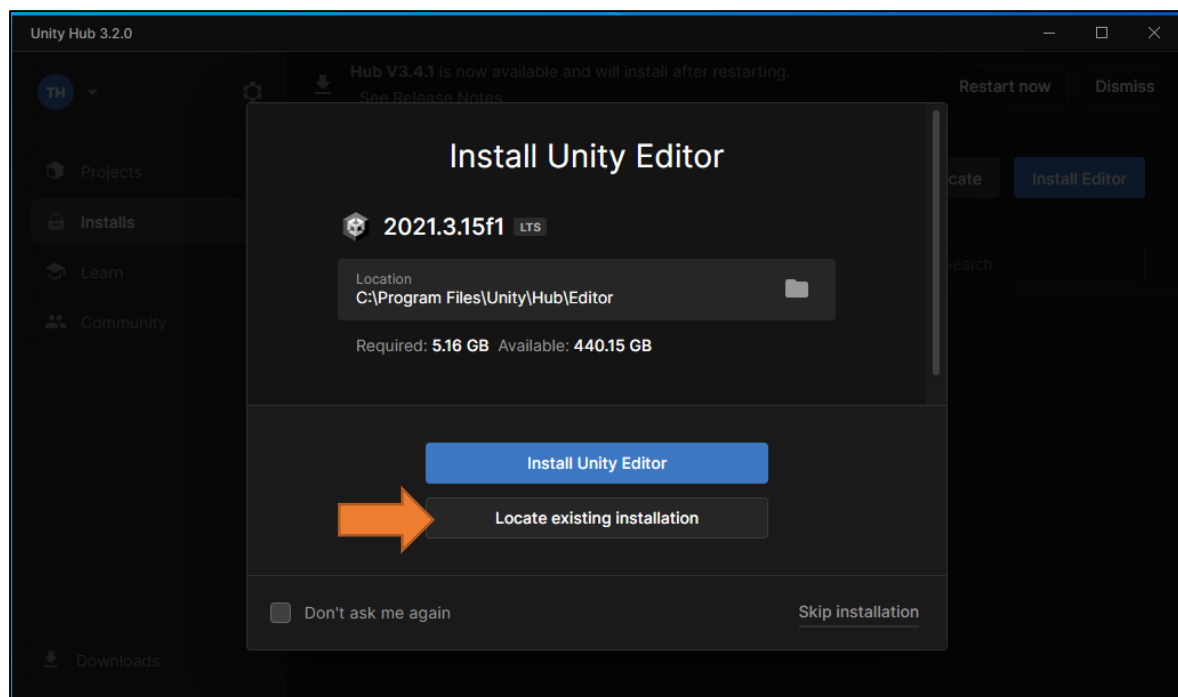 Unity Hub 3.2.0
TH
Hub V3.4.1 is now available and will install after restarting.
See Release Notes
Restart now
Dismiss
Projects
Installs
Learn
Community
Downloads
cate
Install Editor
Search
Install Unity Editor
2021.3.15f1 LTS
Location
C:\Program Files\Unity\Hub\Editor
Required: 5.16 GB Available: 440.15 GB
Install Unity Editor
Locate existing installation
Don't ask me again
Skip installation